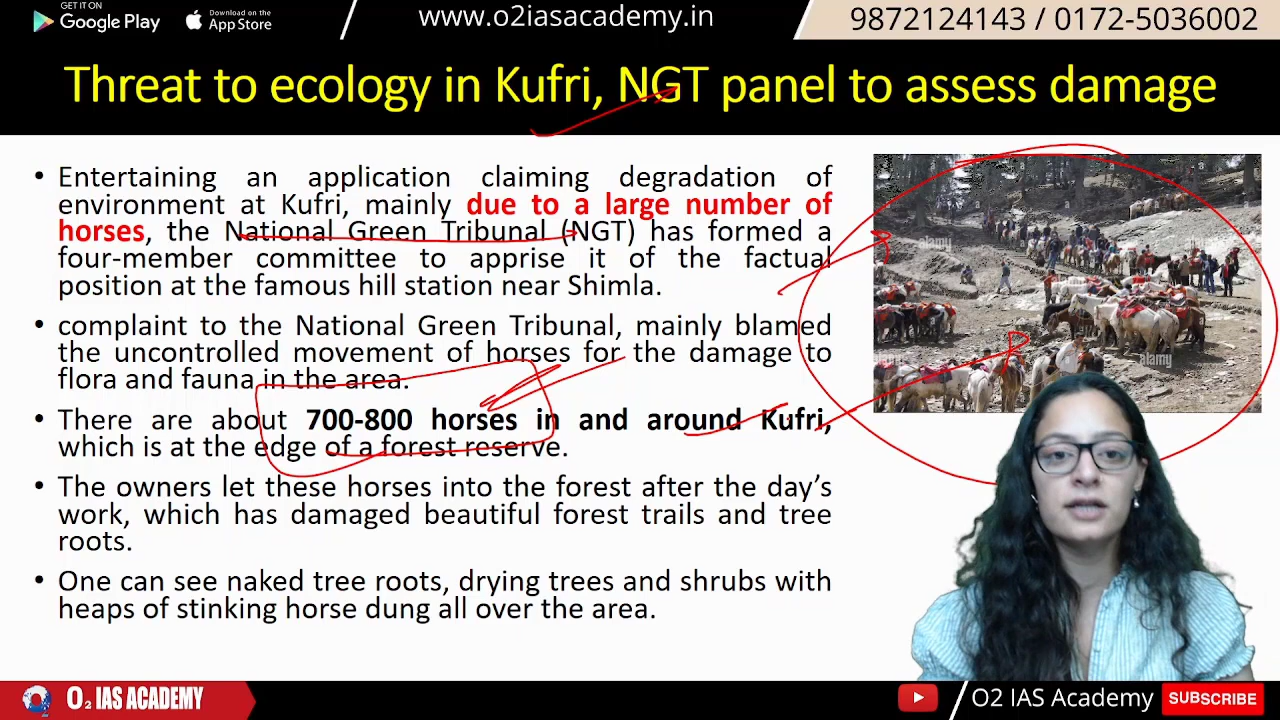 GET IT ON
Google Play
Download on the
App Store
www.o2iasacademy.in
9872124143 / 0172-5036002
Threat to ecology in Kufri, NGT panel to assess damage
• Entertaining an application claiming degradation of
environment at Kufri, mainly due to a large number of
horses, the National Green Tribunal (NGT) has formed a
four-member committee to apprise it of the factual
position at the famous hill station near Shimla.
• complaint to the National Green Tribunal, mainly blamed
the uncontrolled movement of horses for the damage to
flora and fauna in the area.
• There are about 700-800 horses in and around Kufri,
which is at the edge of a forest reserve.
• The owners let these horses into the forest after the day's
work, which has damaged beautiful forest trails and tree
roots.
• One can see naked tree roots, drying trees and shrubs with
heaps of stinking horse dung all over the area.
alamy
alamy
alamy
O₂ IAS ACADEMY
O2 IAS Academy
SUBSCRIBE